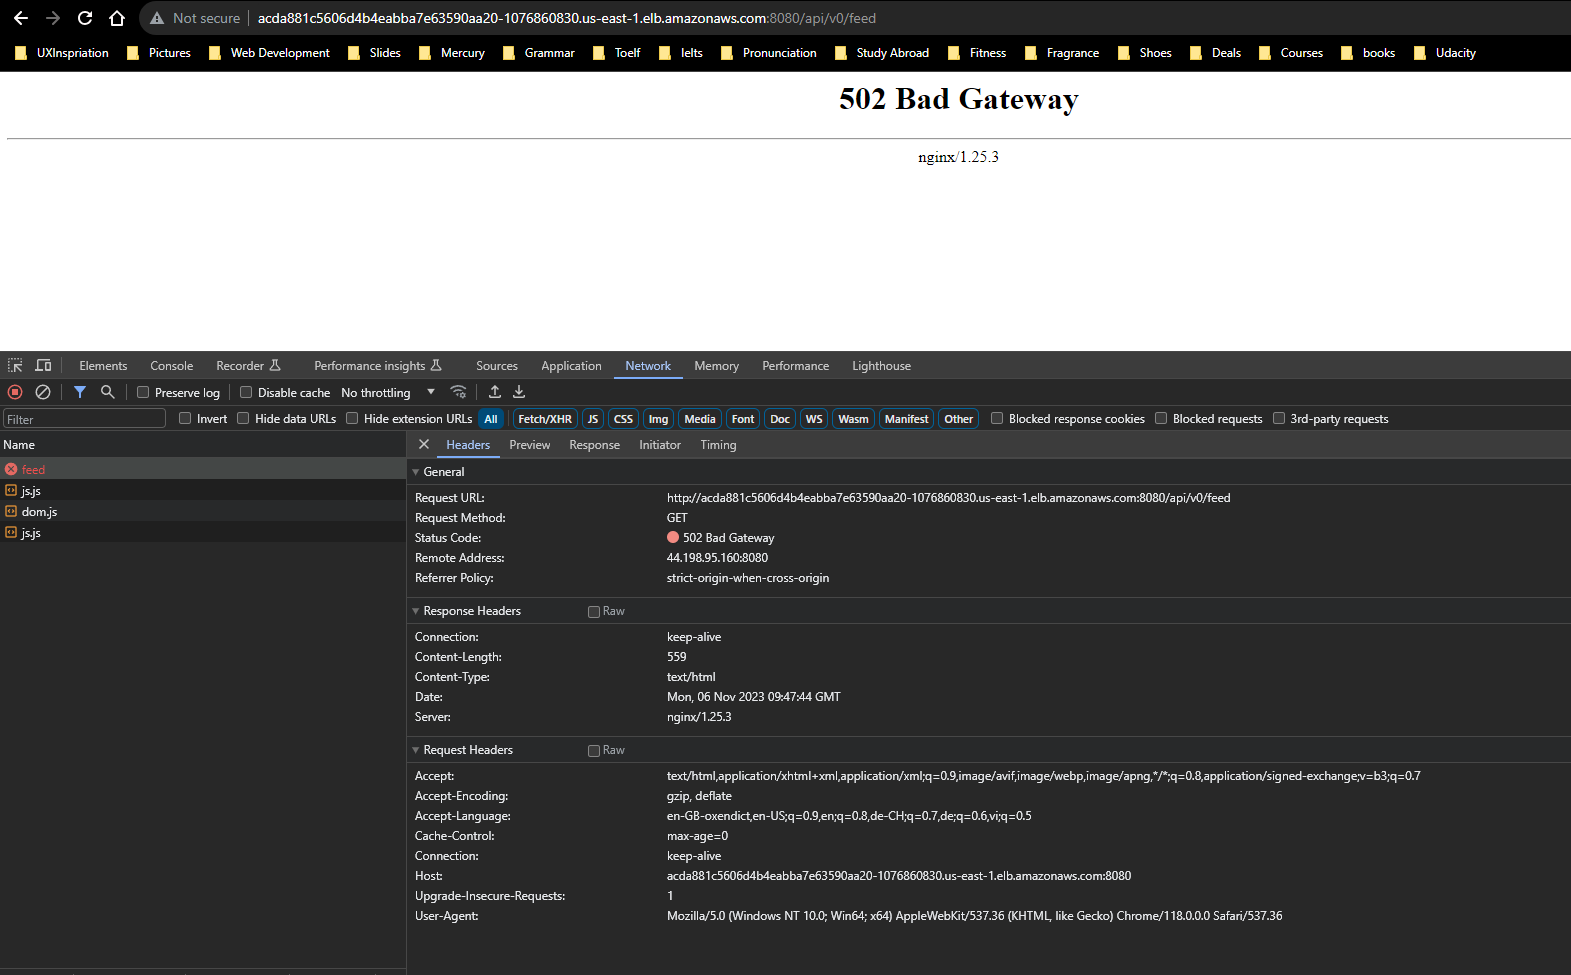 Not secure acda881c5606d4b4eabba7e63590aa20-1076860830.us-east-1.elb.amazonaws.com:8080/api/v0/feed
UXInspriation Pictures Web Development Slides Mercury Grammar Toelf Ielts Pronunciation Study Abroad Fitness Fragrance Shoes Deals Courses books Udacity
502 Bad Gateway
nginx/1.25.3
Elements Console Recorder Performance insights Sources Application Network Memory Performance Lighthouse
Preserve log Disable cache No throttling
Filter Invert Hide data URLs Hide extension URLs All Fetch/XHR JS CSS Img Media Font Doc WS Wasm Manifest Other Blocked response cookies Blocked requests 3rd-party requests
Name
feed
js.js
dom.js
js.js
Headers Preview Response Initiator Timing
General
Request URL: http://acda881c5606d4b4eabba7e63590aa20-1076860830.us-east-1.elb.amazonaws.com:8080/api/v0/feed
Request Method: GET
Status Code: 502 Bad Gateway
Remote Address: 44.198.95.160:8080
Referrer Policy: strict-origin-when-cross-origin
Response Headers Raw
Connection: keep-alive
Content-Length: 559
Content-Type: text/html
Date: Mon, 06 Nov 2023 09:47:44 GMT
Server: nginx/1.25.3
Request Headers Raw
Accept: text/html,application/xhtml+xml,application/xml;q=0.9,image/avif,image/webp,image/apng,*/*;q=0.8,application/signed-exchange;v=b3;q=0.7
Accept-Encoding: gzip, deflate
Accept-Language: en-GB-oxendict,en-US;q=0.9,en;q=0.8,de-CH;q=0.7,de;q=0.6,vi;q=0.5
Cache-Control: max-age=0
Connection: keep-alive
Host: acda881c5606d4b4eabba7e63590aa20-1076860830.us-east-1.elb.amazonaws.com:8080
Upgrade-Insecure-Requests: 1
User-Agent: Mozilla/5.0 (Windows NT 10.0; Win64; x64) AppleWebKit/537.36 (KHTML, like Gecko) Chrome/118.0.0.0 Safari/537.36